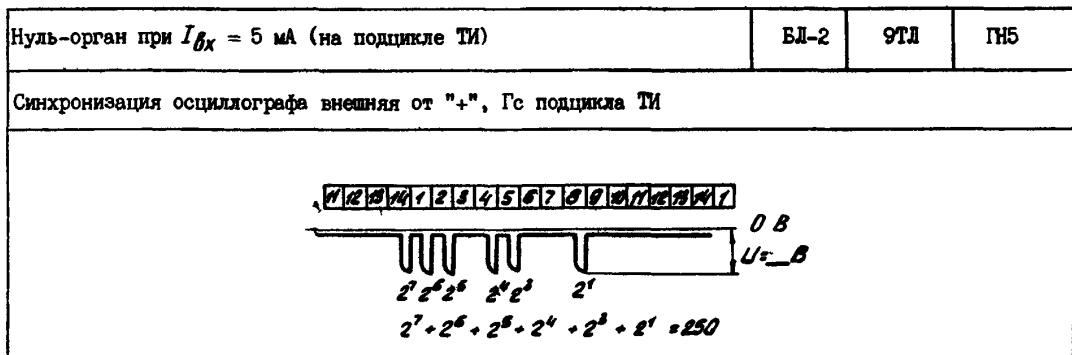 Нуль-орган при Iвх = 5 мА (на подцикле ТИ) БЛ-2 9ТЛ ГН5
Синхронизация осциллографа внешняя от "+", Гс подцикла ТИ
11 12 13 14 1 2 3 4 5 6 7 8 9 10 11 12 13 14 1
0 В
U=__В
2⁷ 2⁶ 2⁵ 2⁴ 2³ 2¹
2⁷ + 2⁶ + 2⁵ + 2⁴ + 2³ + 2¹ = 250